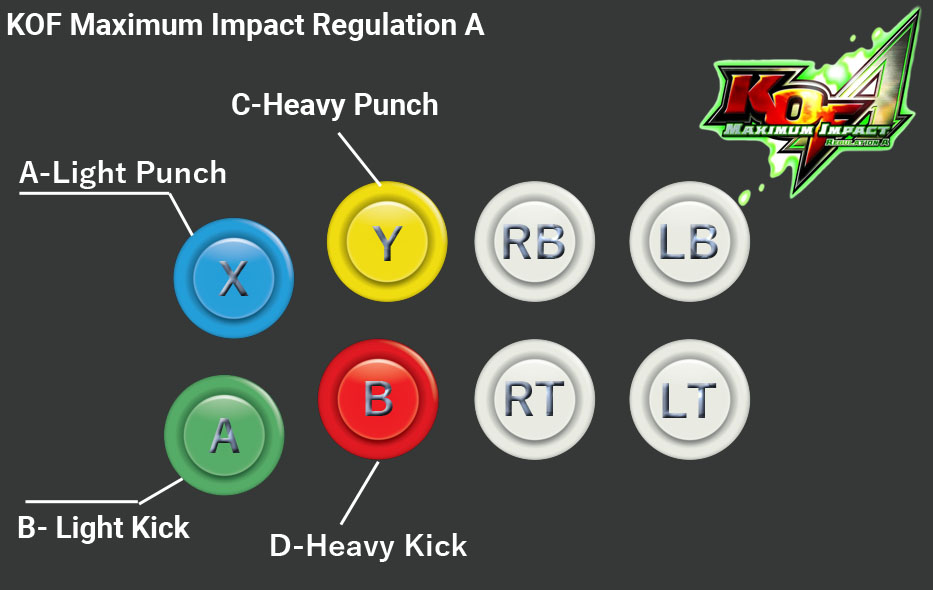 KOF Maximum Impact Regulation A
KOF A
MAXIMUM IMPACT
REGULATION A
C-Heavy Punch
A-Light Punch
X
Y
RB
LB
A
B
RT
LT
B- Light Kick
D-Heavy Kick